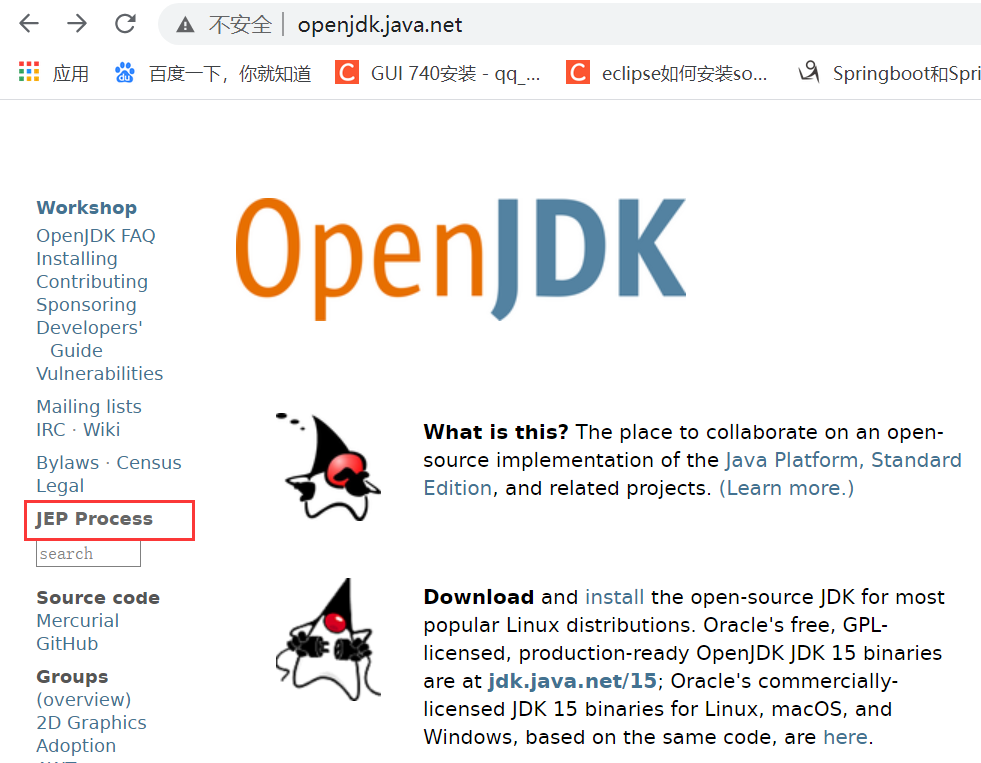 不安全 | openjdk.java.net
应用 百度一下，你就知道 GUI 740安装 - qq_... eclipse如何安装so... Springboot和Spri
Workshop
OpenJDK FAQ
Installing
Contributing
Sponsoring
Developers'
Guide
Vulnerabilities
Mailing lists
IRC · Wiki
Bylaws · Census
Legal
JEP Process
search
Source code
Mercurial
GitHub
Groups
(overview)
2D Graphics
Adoption
OpenJDK
What is this? The place to collaborate on an open-
source implementation of the Java Platform, Standard
Edition, and related projects. (Learn more.)
Download and install the open-source JDK for most
popular Linux distributions. Oracle's free, GPL-
licensed, production-ready OpenJDK JDK 15 binaries
are at jdk.java.net/15; Oracle's commercially-
licensed JDK 15 binaries for Linux, macOS, and
Windows, based on the same code, are here.